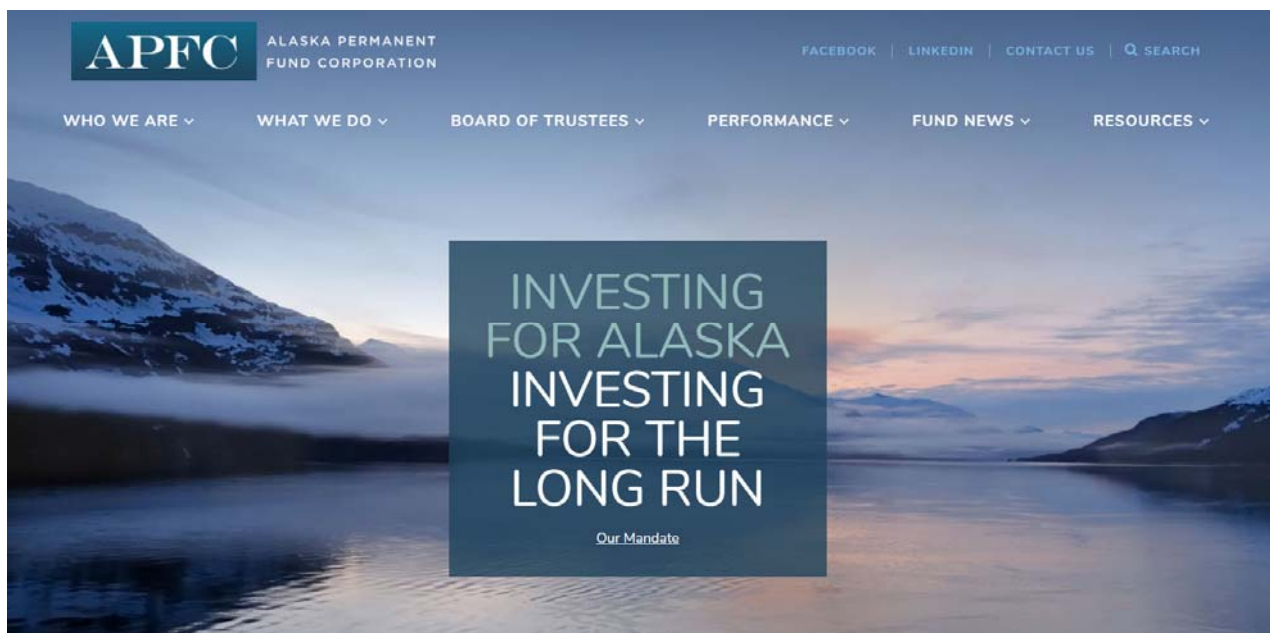 APFC
ALASKA PERMANENT
FUND CORPORATION
FACEBOOK | LINKEDIN | CONTACT US | SEARCH
WHO WE ARE WHAT WE DO BOARD OF TRUSTEES PERFORMANCE FUND NEWS RESOURCES
INVESTING
FOR ALASKA
INVESTING
FOR THE
LONG RUN
Our Mandate